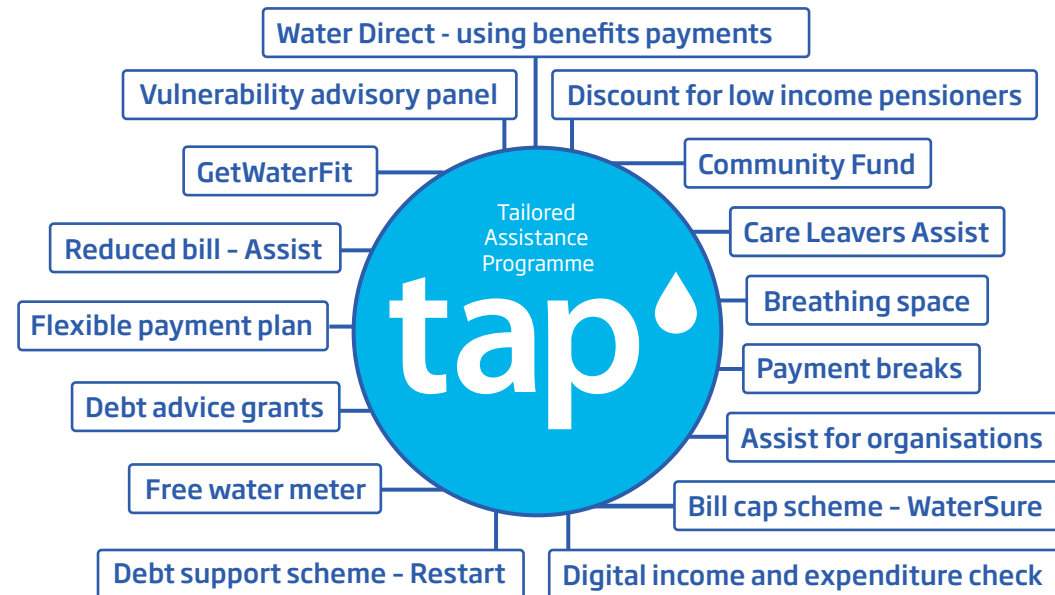 Water Direct - using benefits payments
Vulnerability advisory panel
Discount for low income pensioners
GetWaterFit
Community Fund
Tailored
Assistance
Programme
tap
Reduced bill – Assist
Care Leavers Assist
Flexible payment plan
Breathing space
Debt advice grants
Payment breaks
Assist for organisations
Free water meter
Bill cap scheme – WaterSure
Debt support scheme – Restart
Digital income and expenditure check